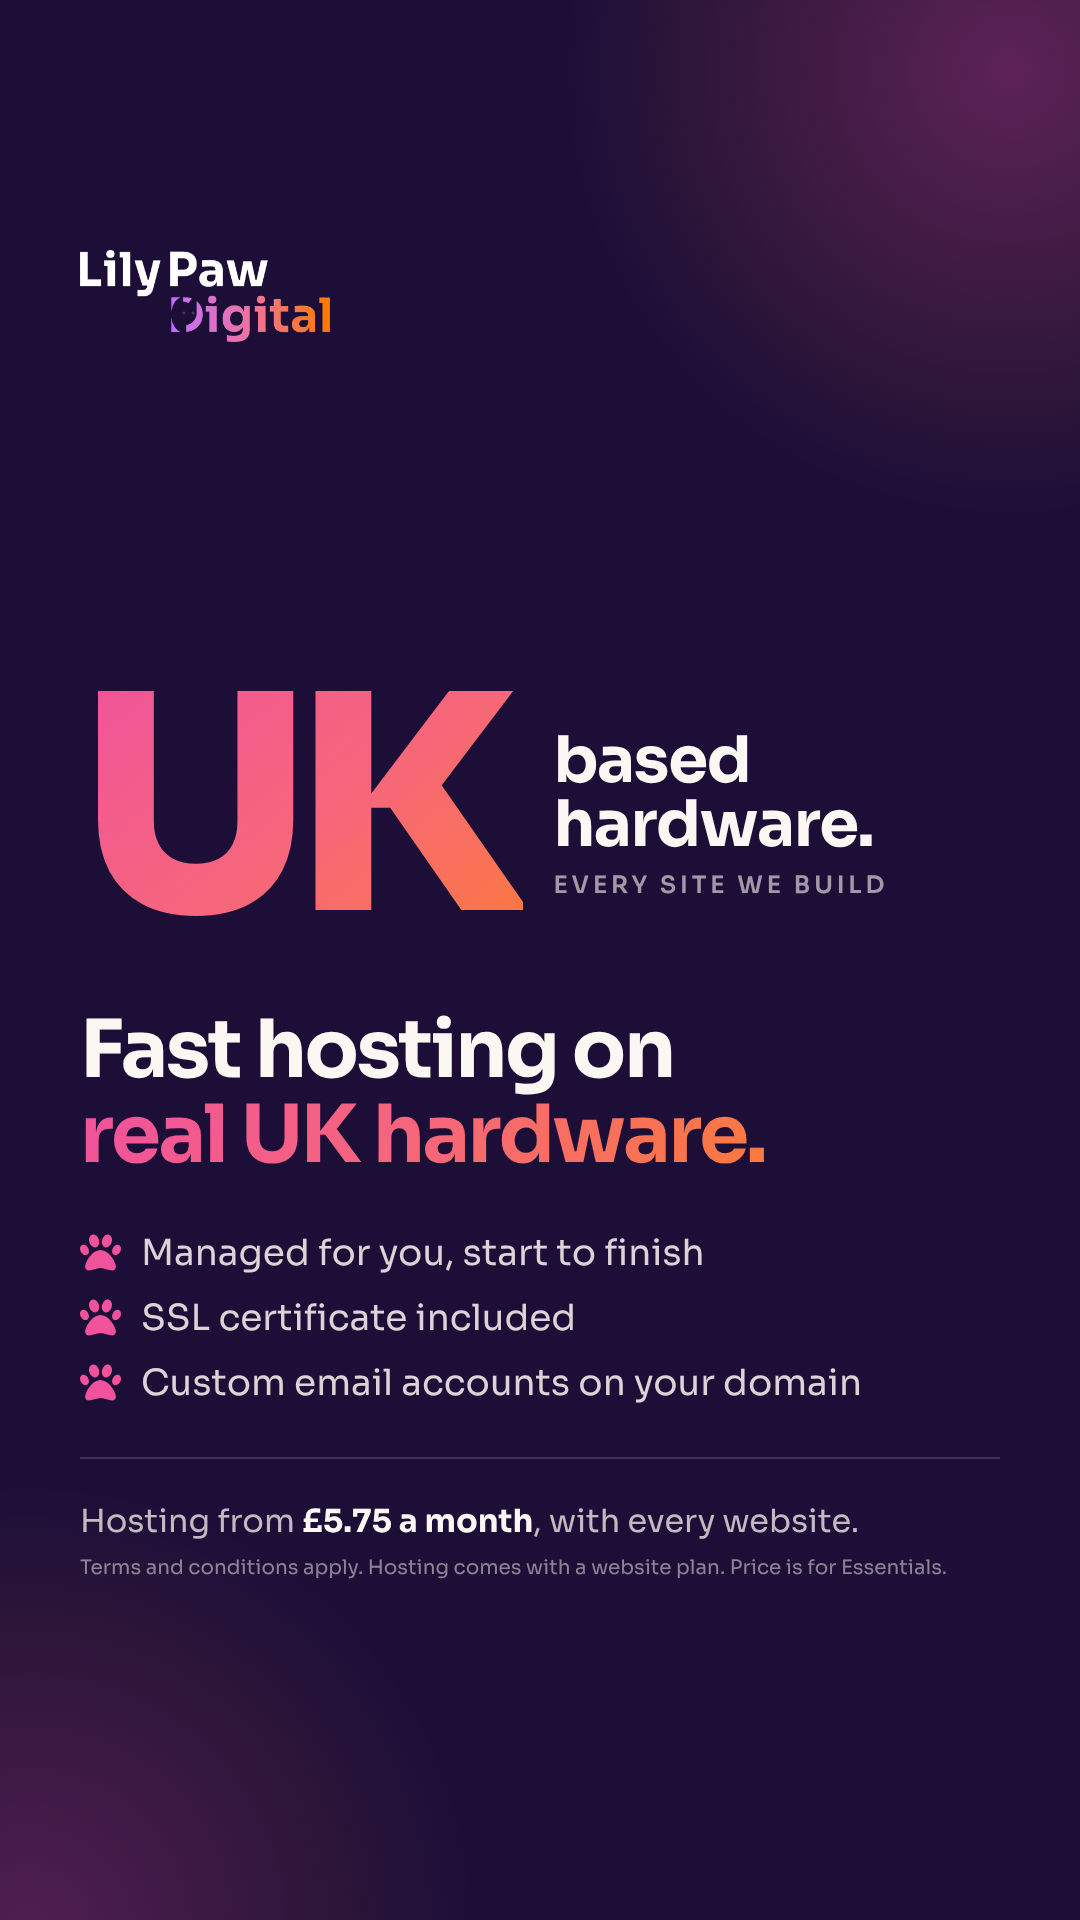 Lily Paw
Digital
UK
based
hardware.
EVERY SITE WE BUILD
Fast hosting on
real UK hardware.
Managed for you, start to finish
SSL certificate included
Custom email accounts on your domain
Hosting from £5.75 a month, with every website.
Terms and conditions apply. Hosting comes with a website plan. Price is for Essentials.